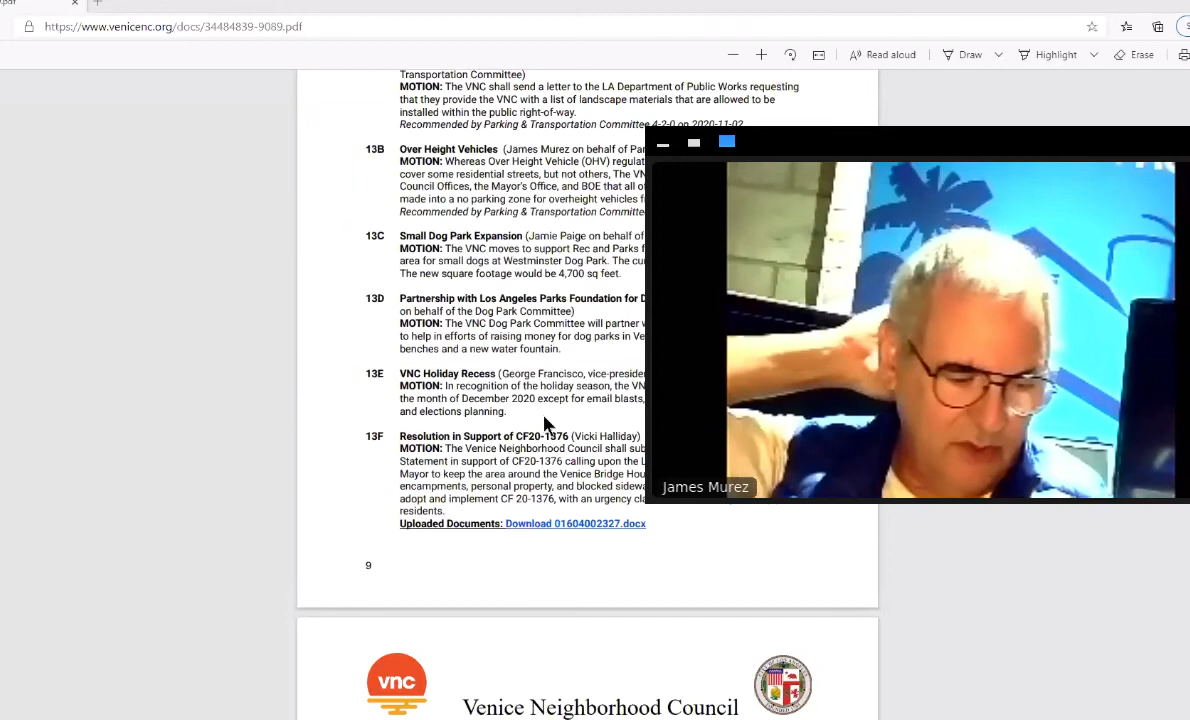 .pdf
https://www.venicenc.org/docs/34484839-9089.pdf
Read aloud
Draw
Highlight
Erase
Transportation Committee)
MOTION: The VNC shall send a letter to the LA Department of Public Works requesting
that they provide the VNC with a list of landscape materials that are allowed to be
installed within the public right-of-way.
Recommended by Parking & Transportation Committee 4-2-0 on 2020-11-02
13B Over Height Vehicles (James Murez on behalf of Par
MOTION: Whereas Over Height Vehicle (OHV) regulat
cover some residential streets, but not others, The VN
Council Offices, the Mayor's Office, and BOE that all of
made into a no parking zone for overheight vehicles f
Recommended by Parking & Transportation Committe
13C Small Dog Park Expansion (Jamie Paige on behalf of
MOTION: The VNC moves to support Rec and Parks f
area for small dogs at Westminster Dog Park. The cu
The new square footage would be 4,700 sq feet.
13D Partnership with Los Angeles Parks Foundation for D
on behalf of the Dog Park Committee)
MOTION: The VNC Dog Park Committee will partner w
to help in efforts of raising money for dog parks in Ve
benches and a new water fountain.
13E VNC Holiday Recess (George Francisco, vice-preside
MOTION: In recognition of the holiday season, the VN
the month of December 2020 except for email blasts,
and elections planning.
13F Resolution in Support of CF20-1376 (Vicki Halliday)
MOTION: The Venice Neighborhood Council shall sub
Statement in support of CF20-1376 calling upon the L
Mayor to keep the area around the Venice Bridge Hou
encampments, personal property, and blocked sidewa
adopt and implement CF 20-1376, with an urgency cla
residents.
Uploaded Documents: Download 01604002327.docx
James Murez
9
vnc
Venice Neighborhood Council